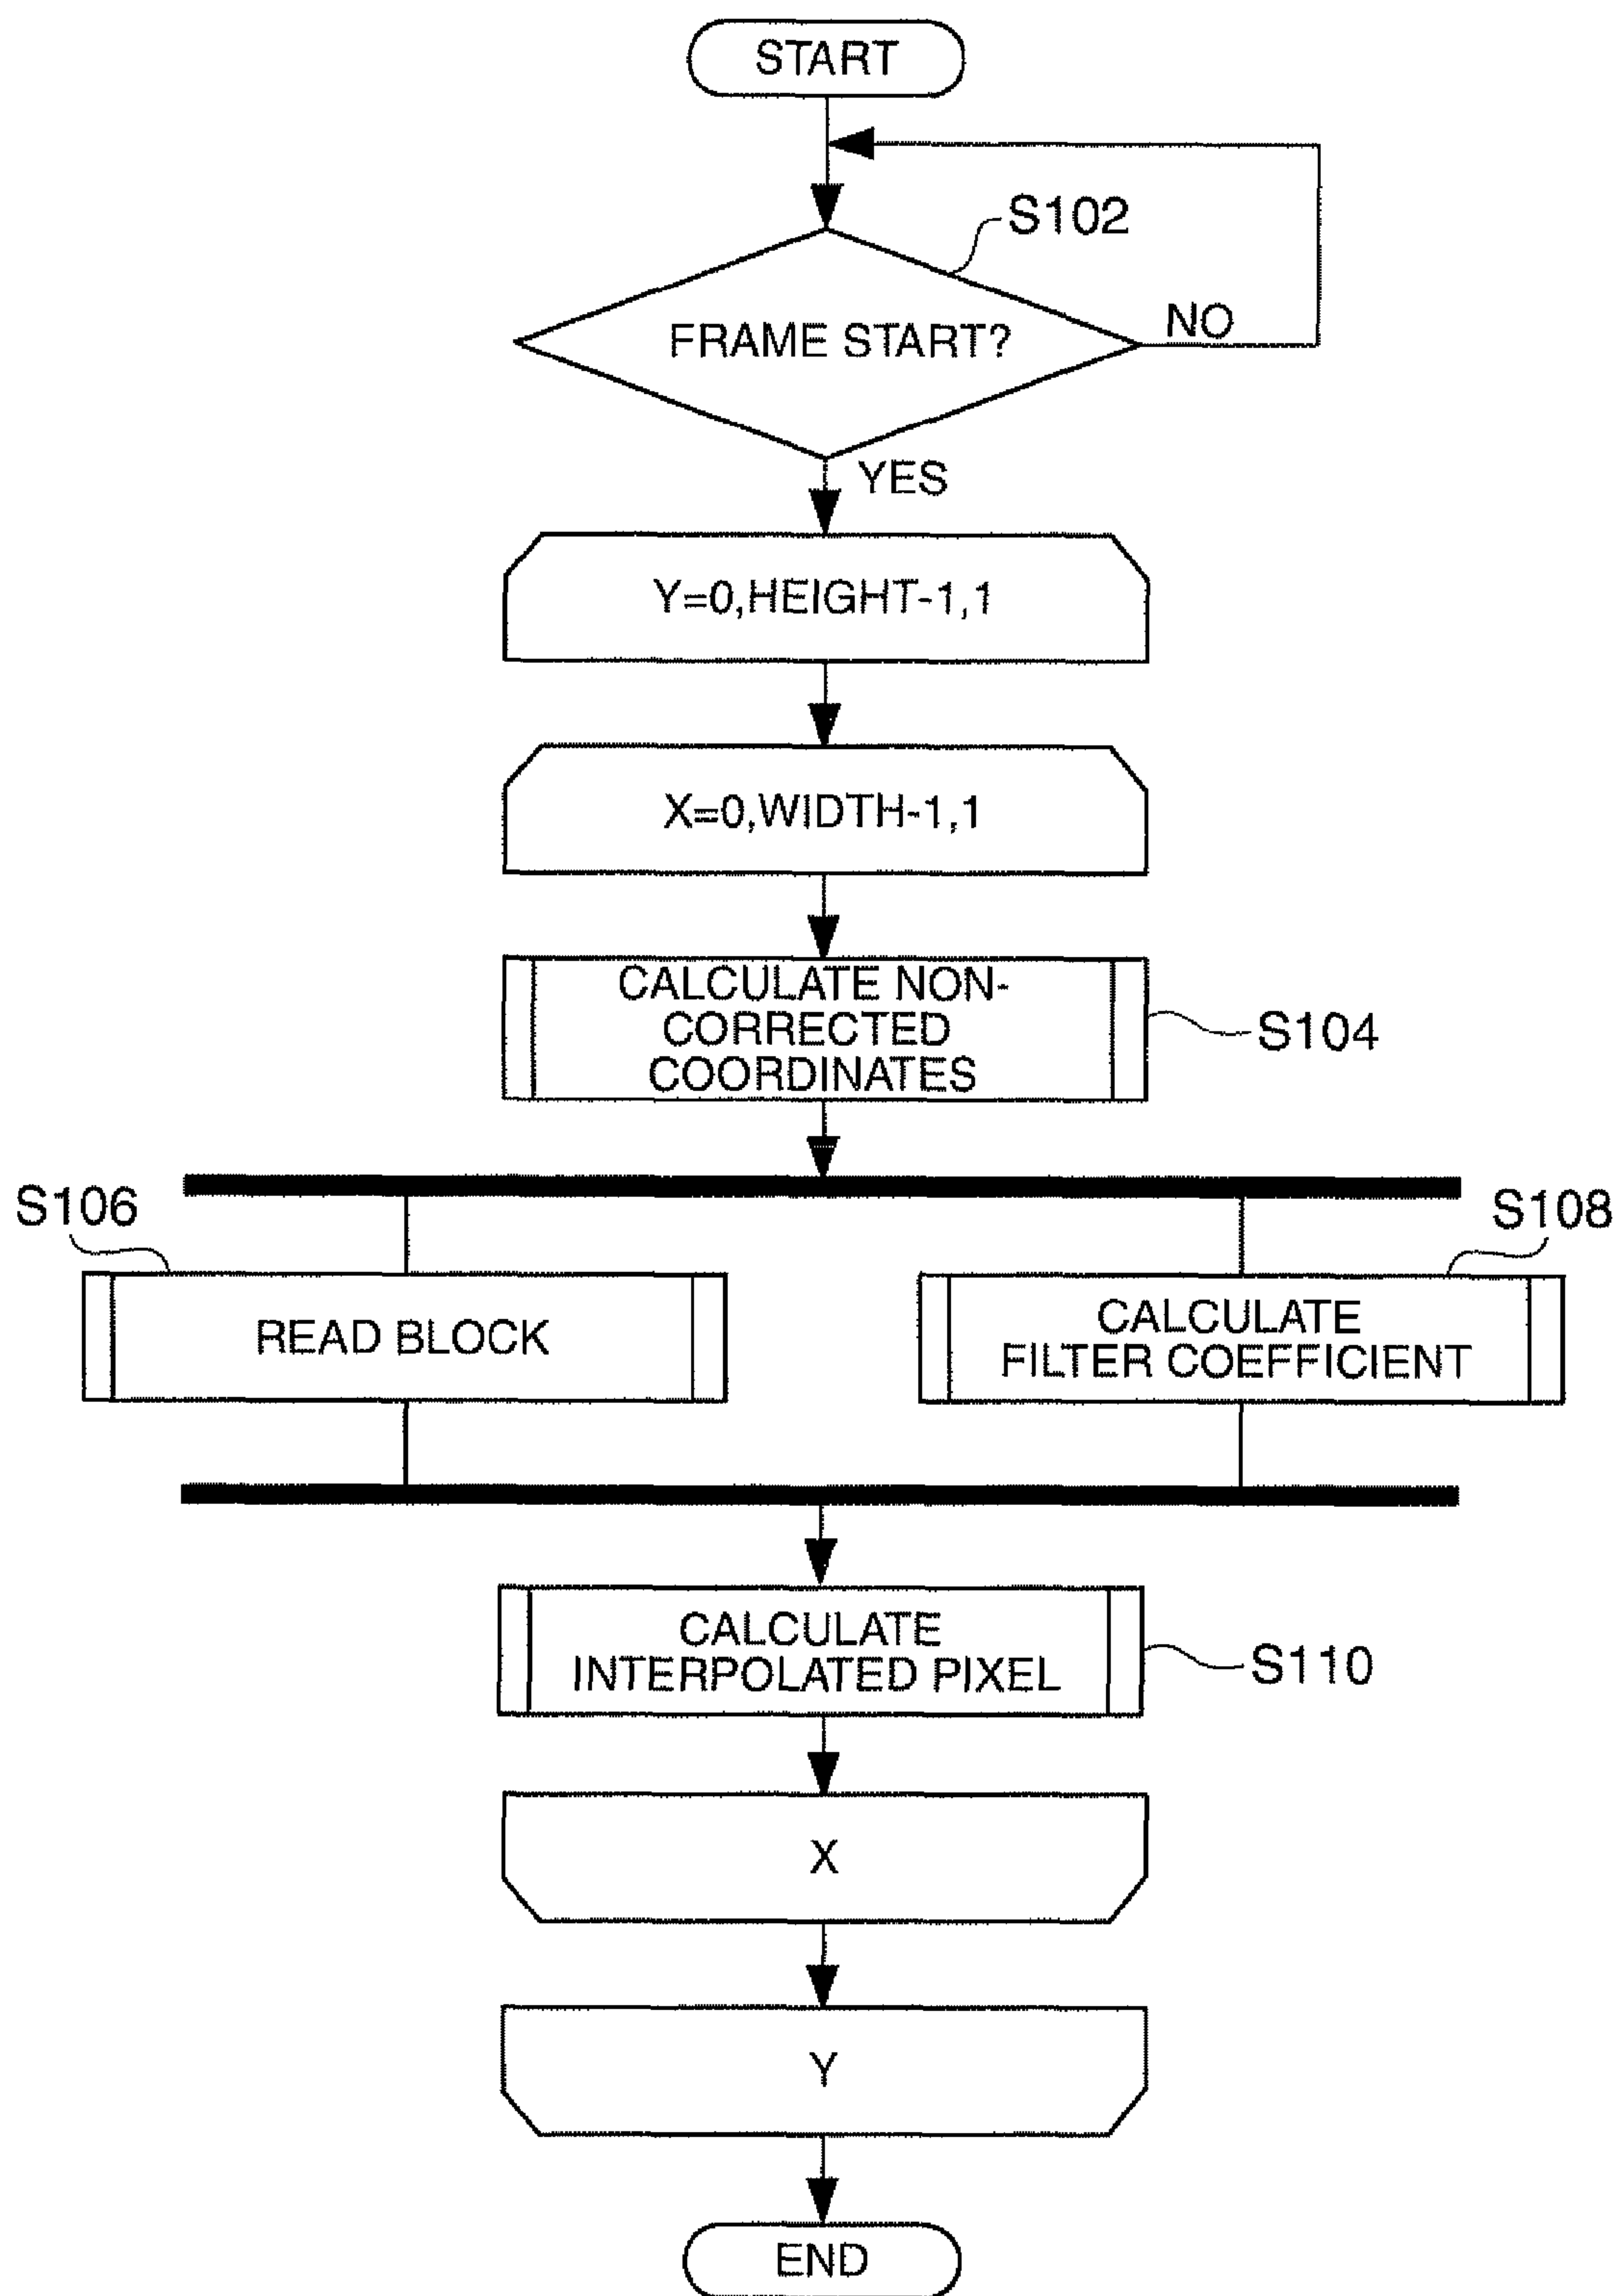 START
S102
FRAME START?
NO
YES
Y=0,HEIGHT-1,1
X=0,WIDTH-1,1
CALCULATE NON-
CORRECTED
COORDINATES
S104
S106
S108
READ BLOCK
CALCULATE
FILTER COEFFICIENT
CALCULATE
INTERPOLATED PIXEL
S110
X
Y
END